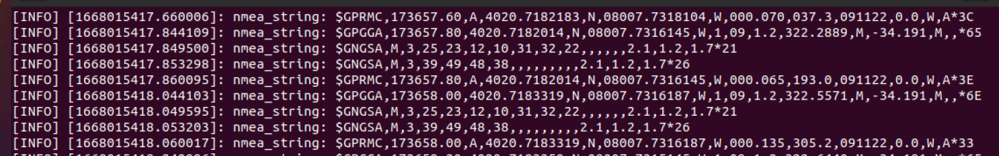 [INFO] [1668015417.660006]: nmea_string: $GPRMC,173657.60,A,4020.7182183,N,08007.7318104,W,000.070,037.3,091122,0.0,W,A*3C
[INFO] [1668015417.844109]: nmea_string: $GPGGA,173657.80,4020.7182014,N,08007.7316145,W,1,09,1.2,322.2889,M,-34.191,M,,*65
[INFO] [1668015417.849500]: nmea_string: $GNGSA,M,3,25,23,12,10,31,32,22,,,,,,2.1,1.2,1.7*21
[INFO] [1668015417.853298]: nmea_string: $GNGSA,M,3,39,49,48,38,,,,,,,,,2.1,1.2,1.7*26
[INFO] [1668015417.860095]: nmea_string: $GPRMC,173657.80,A,4020.7182014,N,08007.7316145,W,000.065,193.0,091122,0.0,W,A*3E
[INFO] [1668015418.044103]: nmea_string: $GPGGA,173658.00,4020.7183319,N,08007.7316187,W,1,09,1.2,322.5571,M,-34.191,M,,*6E
[INFO] [1668015418.049595]: nmea_string: $GNGSA,M,3,25,23,12,10,31,32,22,,,,,,2.1,1.2,1.7*21
[INFO] [1668015418.053203]: nmea_string: $GNGSA,M,3,39,49,48,38,,,,,,,,,2.1,1.2,1.7*26
[INFO] [1668015418.060017]: nmea_string: $GPRMC,173658.00,A,4020.7183319,N,08007.7316187,W,000.135,305.2,091122,0.0,W,A*33